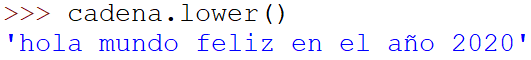 >>> cadena.lower()
'hola mundo feliz en el año 2020'